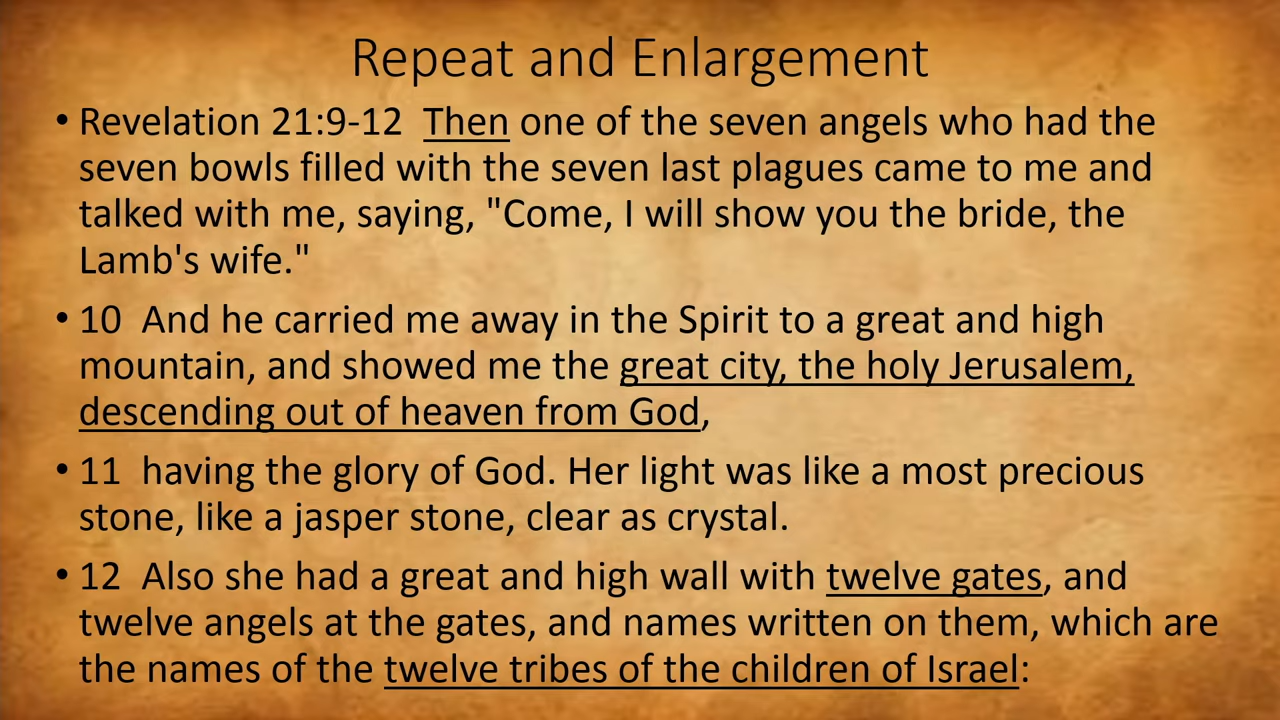 Repeat and Enlargement
• Revelation 21:9-12  Then one of the seven angels who had the
seven bowls filled with the seven last plagues came to me and
talked with me, saying, "Come, I will show you the bride, the
Lamb's wife."
• 10  And he carried me away in the Spirit to a great and high
mountain, and showed me the great city, the holy Jerusalem,
descending out of heaven from God,
• 11  having the glory of God. Her light was like a most precious
stone, like a jasper stone, clear as crystal.
• 12  Also she had a great and high wall with twelve gates, and
twelve angels at the gates, and names written on them, which are
the names of the twelve tribes of the children of Israel: